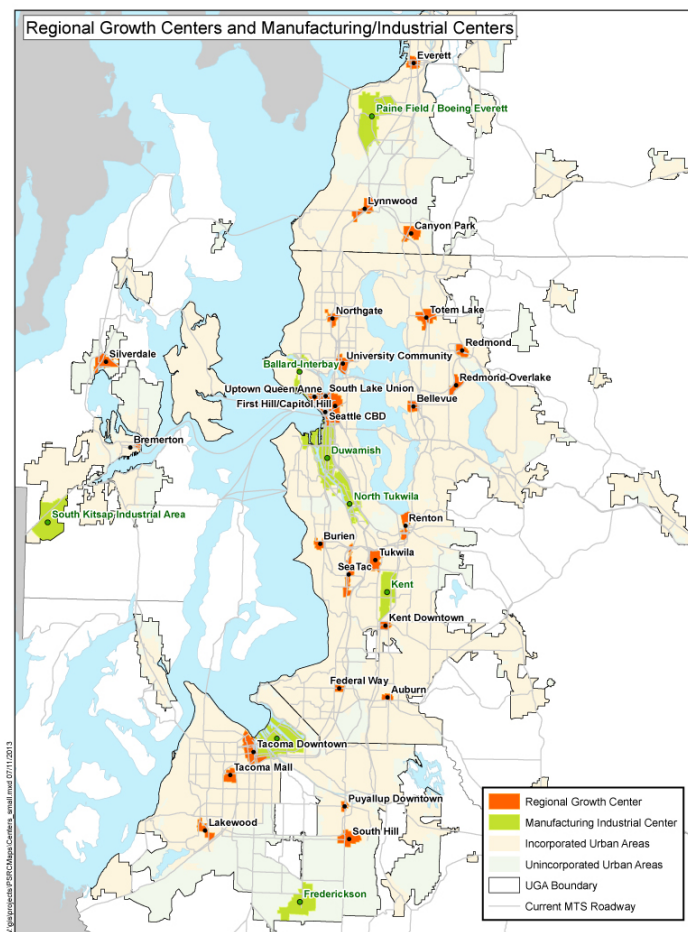 Regional Growth Centers and Manufacturing/Industrial Centers
Everett
Paine Field / Boeing Everett
Lynnwood
Canyon Park
Northgate
Totem Lake
Silverdale
Redmond
University Community
Ballard-Interbay
Redmond-Overlake
Uptown Queen Anne
South Lake Union
First Hill/Capitol Hill
Bellevue
Seattle CBD
Bremerton
Duwamish
North Tukwila
South Kitsap Industrial Area
Renton
Burien
Tukwila
SeaTac
Kent
Kent Downtown
Federal Way
Auburn
Tacoma Downtown
Tacoma Mall
Puyallup Downtown
Lakewood
South Hill
Frederickson
Regional Growth Center
Manufacturing Industrial Center
Incorporated Urban Areas
Unincorporated Urban Areas
UGA Boundary
Current MTS Roadway